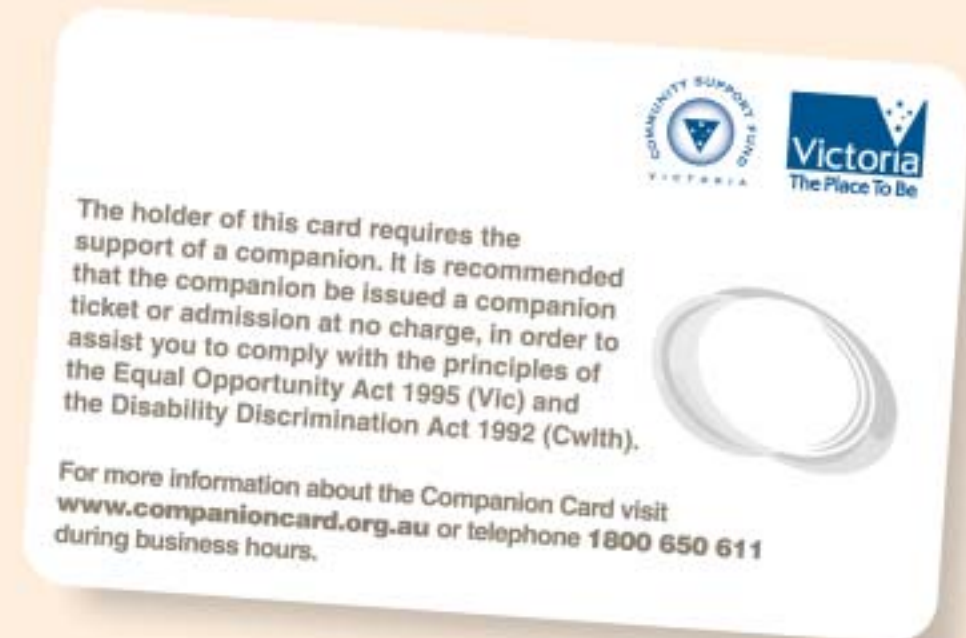 COMMUNITY SUPPORT FUND
VICTORIA
Victoria
The Place To Be
The holder of this card requires the
support of a companion. It is recommended
that the companion be issued a companion
ticket or admission at no charge, in order to
assist you to comply with the principles of
the Equal Opportunity Act 1995 (Vic) and
the Disability Discrimination Act 1992 (Cwlth).
For more information about the Companion Card visit
www.companioncard.org.au or telephone 1800 650 611
during business hours.